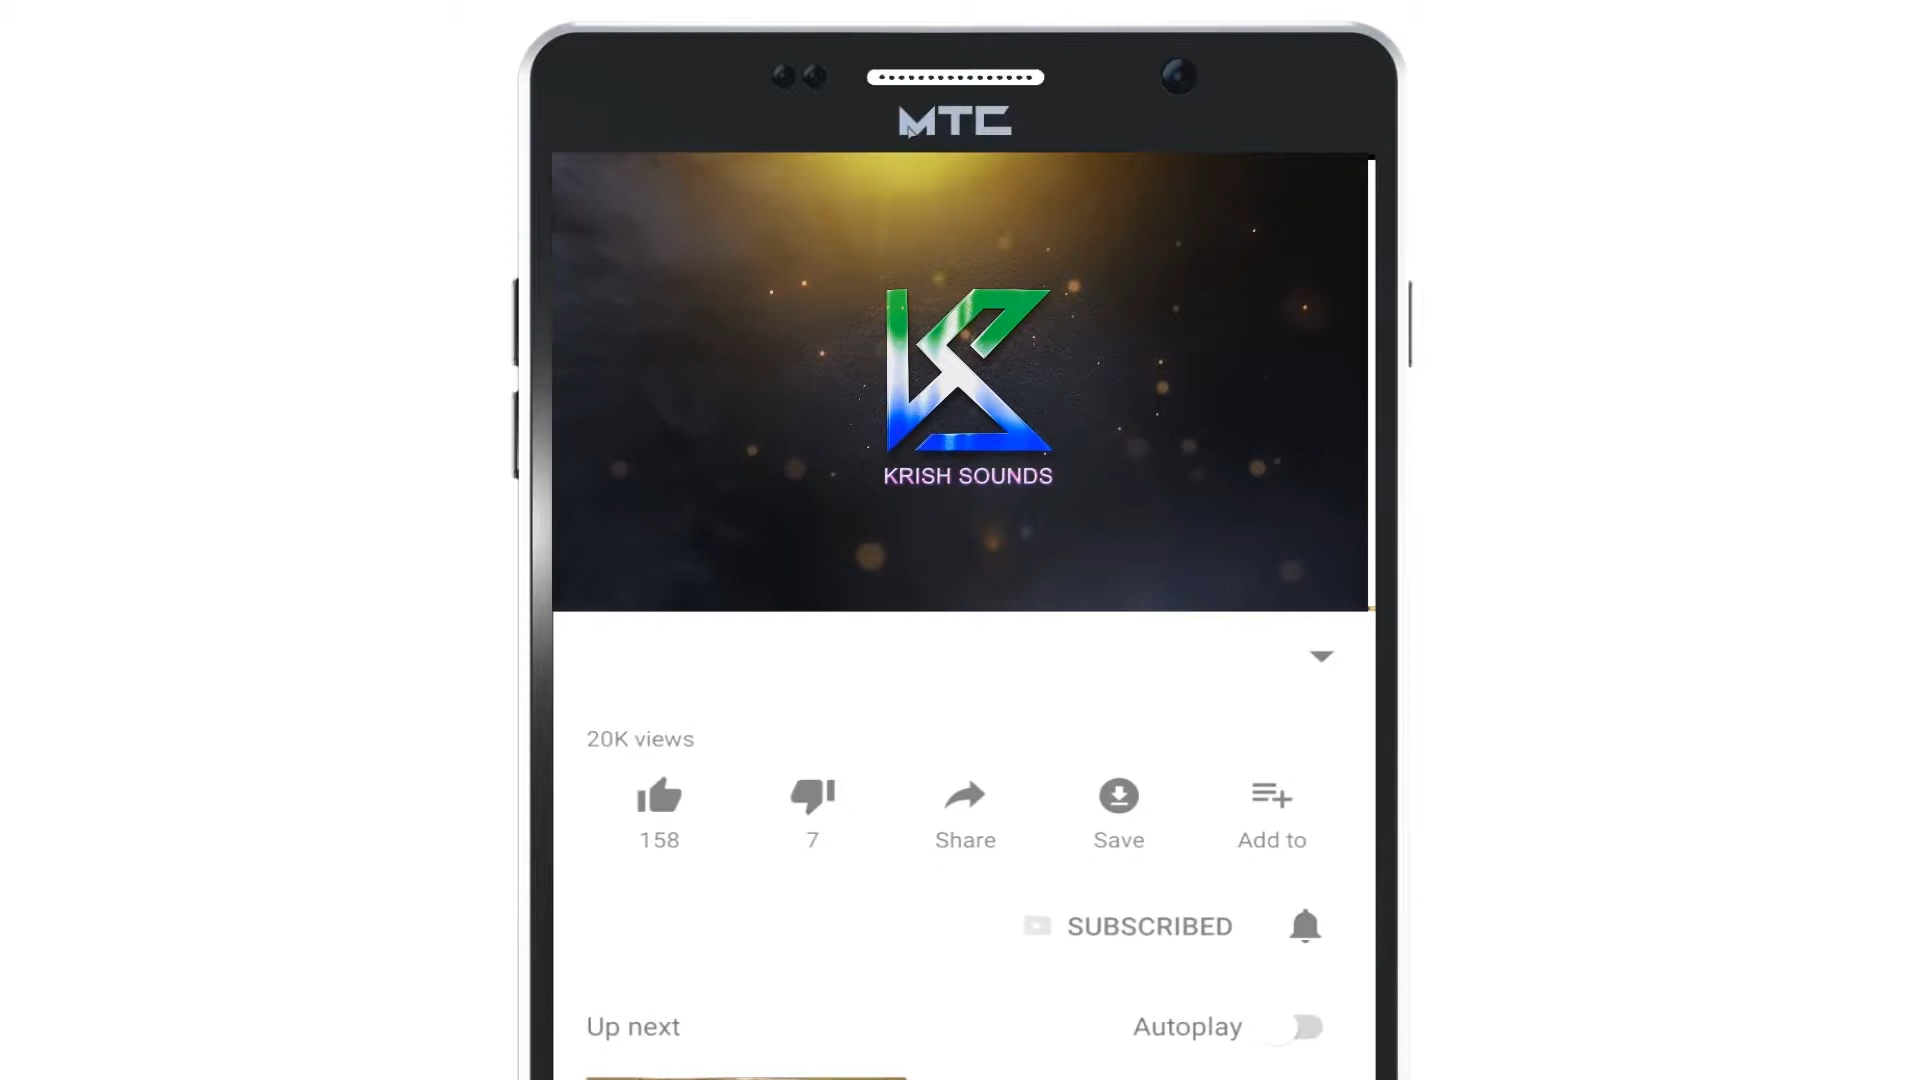 MTC
KRISH SOUNDS
20K views
158
7
Share
Save
Add to
SUBSCRIBED
Up next
Autoplay